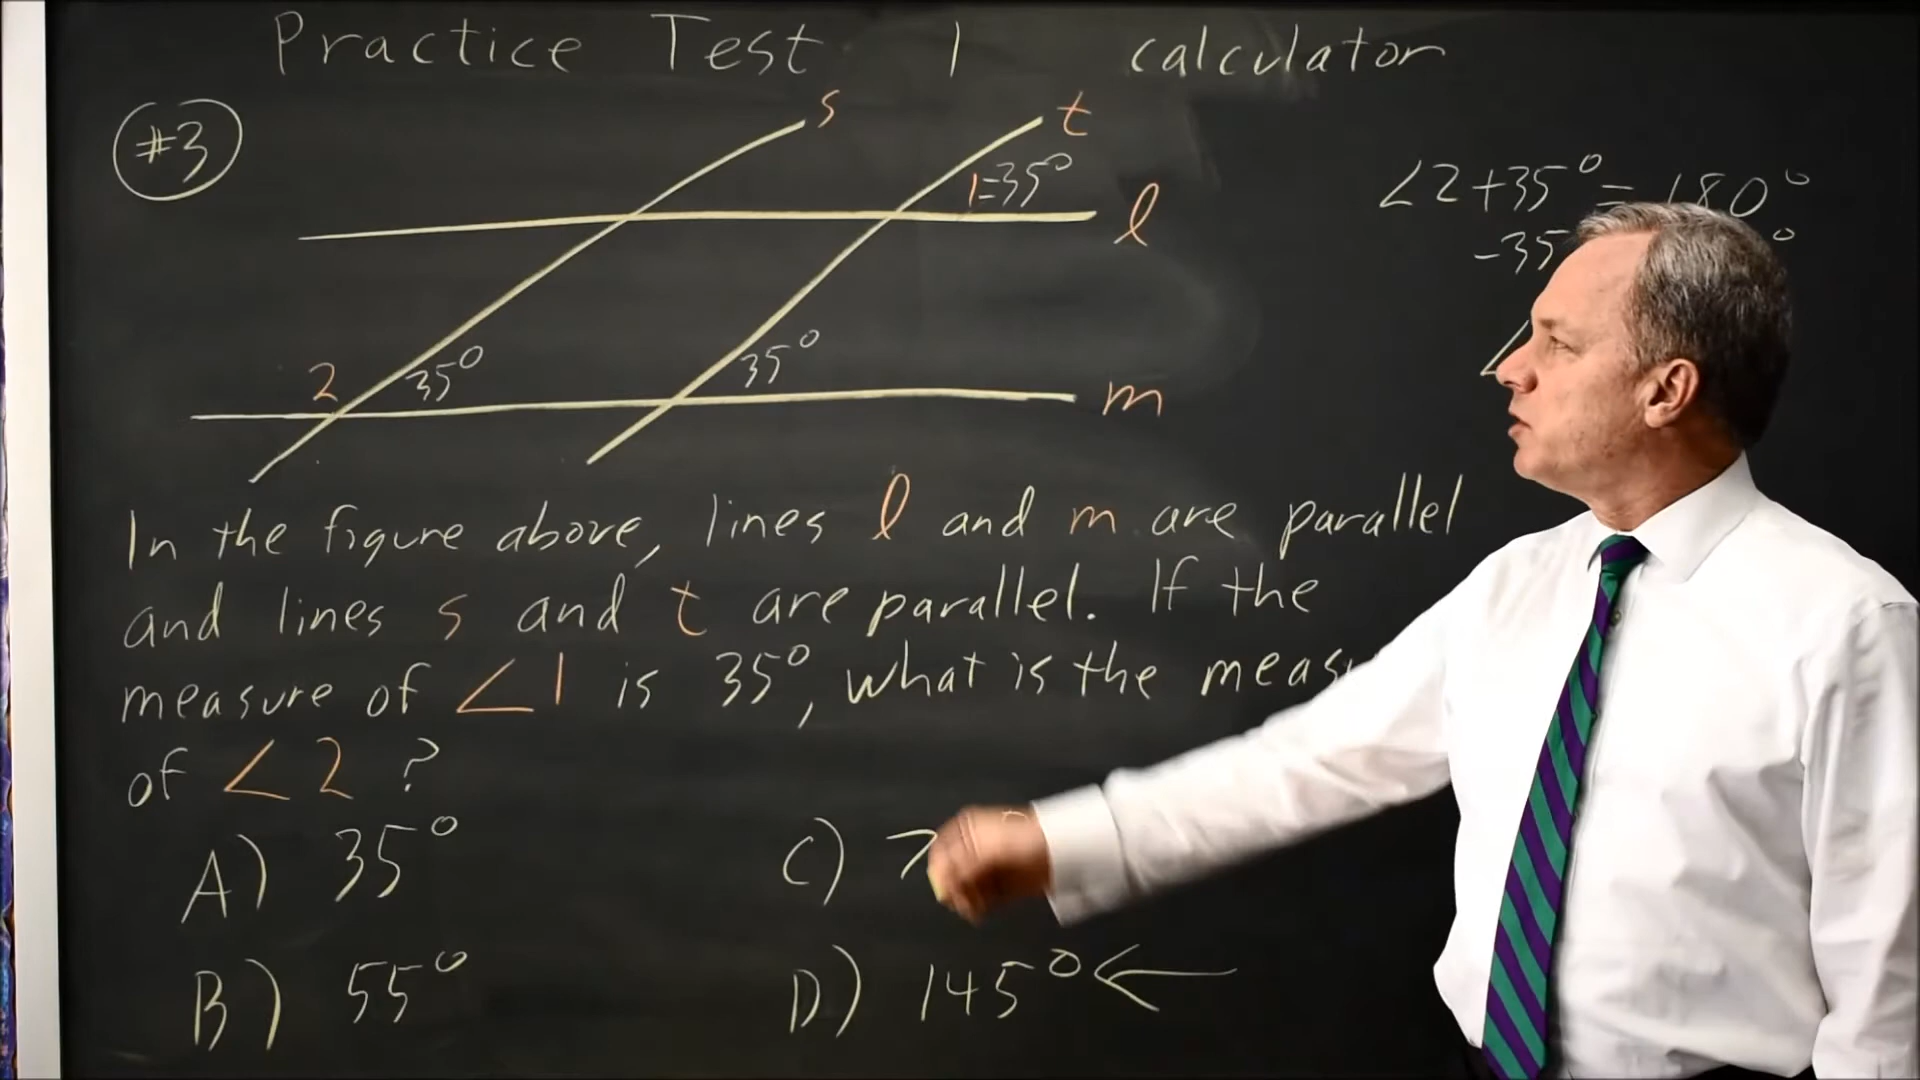 Practice Test 1 calculator
#3
s
t
1=35°
l
∠2+35°=180°
-35 °
2
35°
35°
m
∠
In the figure above, lines l and m are parallel
and lines s and t are parallel. If the
measure of ∠1 is 35°, what is the
of ∠2 ?
A) 35°
C) 7
B) 55°
D) 145° ←